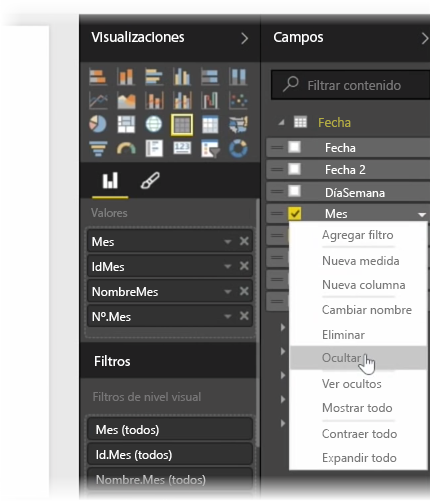 Visualizaciones
Valores
Mes
IdMes
NombreMes
Nº.Mes
Filtros
Filtros de nivel visual
Mes (todos)
Id.Mes (todos)
Nombre.Mes (todos)
Campos
Filtrar contenido
Fecha
Fecha
Fecha 2
DíaSemana
Mes
Agregar filtro
Nueva medida
Nueva columna
Cambiar nombre
Eliminar
Ocultar
Ver ocultos
Mostrar todo
Contraer todo
Expandir todo